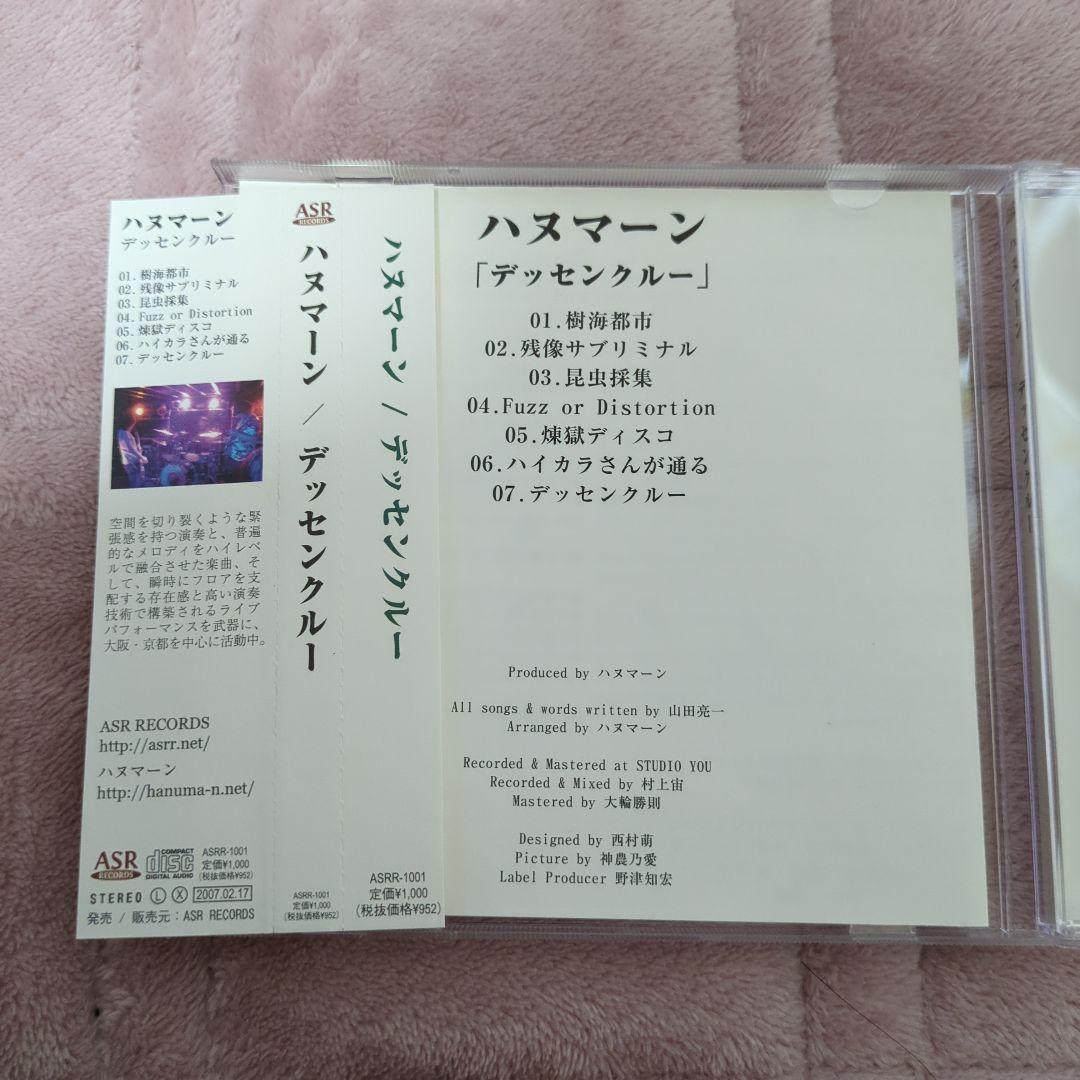 ハヌマーン
デッセンクルー
01.樹海都市
02.残像サブリミナル
03.昆虫採集
04.Fuzz or Distortion
05.煉獄ディスコ
06.ハイカラさんが通る
07.デッセンクルー
空間を切り裂くような緊
張感を持つ演奏と、普遍
的なメロディをハイレベ
ルで融合させた楽曲、そ
して、瞬時にフロアを支
配する存在感と高い演奏
技術で構築されるライブ
パフォーマンスを武器に、
大阪・京都を中心に活動中。
ASR RECORDS
http://asrr.net/
ハヌマーン
http://hanuma-n.net/
ASR
RECORDS
COMPACT
disc
DIGITAL AUDIO
ASRR-1001
定価¥1,000
(税抜価格¥952)
STEREO Ⓛ Ⓧ 2007.02.17
発売 / 販売元：ASR RECORDS
ASR
RECORDS
ハヌマーン / デッセンクルー
ASRR-1001
定価¥1,000
(税抜価格¥952)
ハヌマーン / デッセンクルー
ASRR-1001
定価¥1,000
(税抜価格¥952)
ハヌマーン
「デッセンクルー」
01.樹海都市
02.残像サブリミナル
03.昆虫採集
04.Fuzz or Distortion
05.煉獄ディスコ
06.ハイカラさんが通る
07.デッセンクルー
Produced by ハヌマーン
All songs & words written by 山田亮一
Arranged by ハヌマーン
Recorded & Mastered at STUDIO YOU
Recorded & Mixed by 村上宙
Mastered by 大輪勝則
Designed by 西村萌
Picture by 神農乃愛
Label Producer 野津知宏